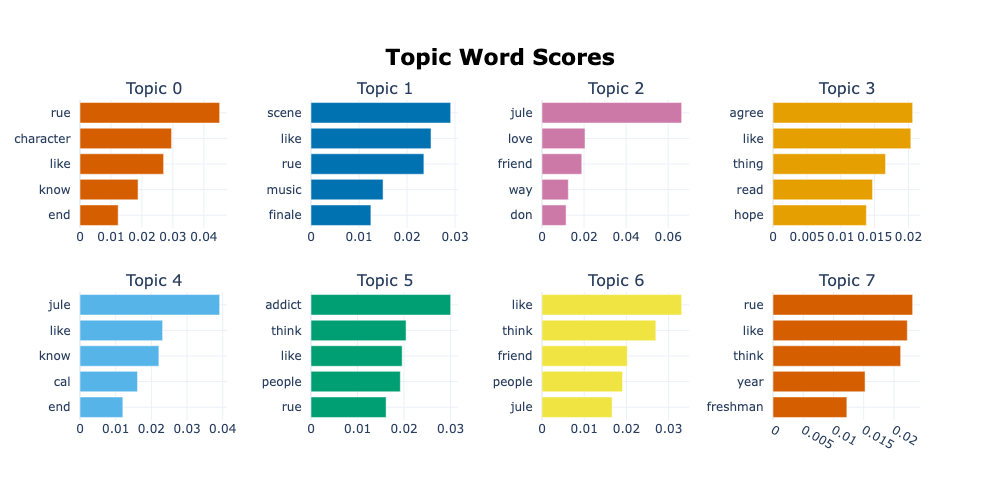 Topic Word Scores
Topic 0
rue
character
like
know
end
0 0.01 0.02 0.03 0.04
Topic 1
scene
like
rue
music
finale
0 0.01 0.02 0.03
Topic 2
jule
love
friend
way
don
0 0.02 0.04 0.06
Topic 3
agree
like
thing
read
hope
0 0.005 0.01 0.015 0.02
Topic 4
jule
like
know
cal
end
0 0.01 0.02 0.03 0.04
Topic 5
addict
think
like
people
rue
0 0.01 0.02 0.03
Topic 6
like
think
friend
people
jule
0 0.01 0.02 0.03
Topic 7
rue
like
think
year
freshman
0 0.005 0.01 0.015 0.02